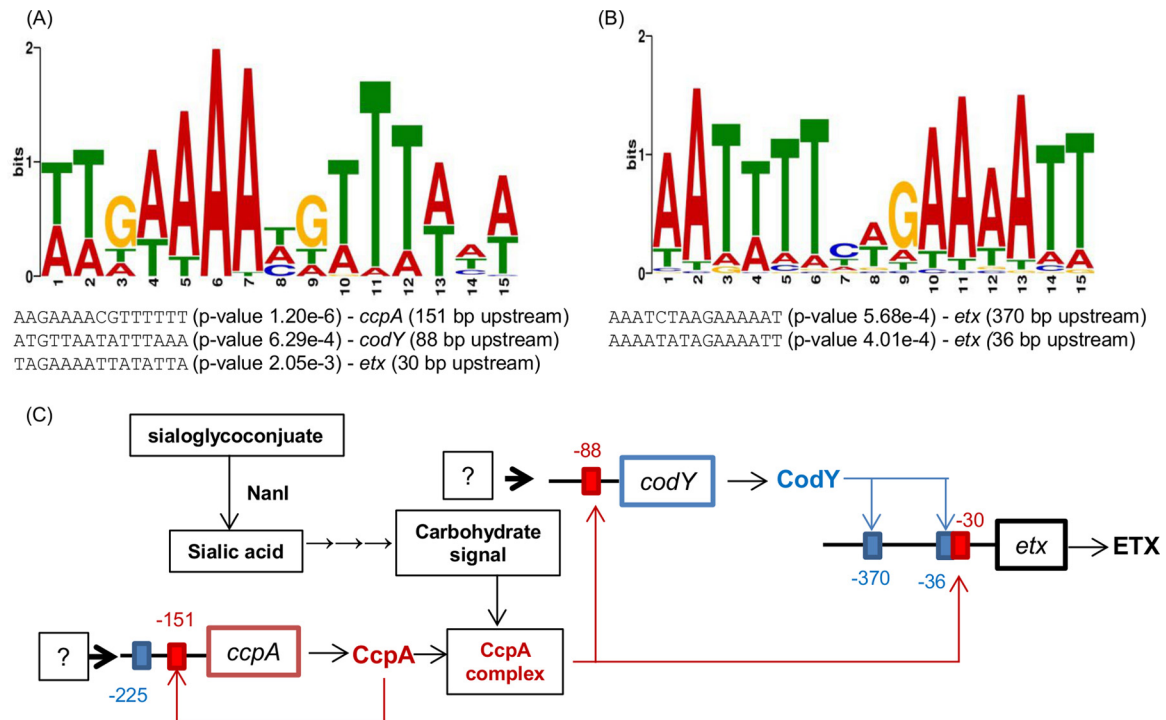 (A)
2
bits
1
0
1 2 3 4 5 6 7 8 9 10 11 12 13 14 15
AAGAAAACGTTTTTT (p-value 1.20e-6) - ccpA (151 bp upstream)
ATGTTAATATTTAAA (p-value 6.29e-4) - codY (88 bp upstream)
TAGAAAATTATATTA (p-value 2.05e-3) - etx (30 bp upstream)
(B)
2
bits
1
0
1 2 3 4 5 6 7 8 9 10 11 12 13 14 15
AAATCTAAGAAAAAT (p-value 5.68e-4) - etx (370 bp upstream)
AAAATATAGAAAATT (p-value 4.01e-4) - etx (36 bp upstream)
(C)
sialoglycoconjuate
NanI
Sialic acid
Carbohydrate
signal
?
-88
codY
CodY
-30
-370
-36
etx
ETX
?
-225
-151
ccpA
CcpA
CcpA
complex